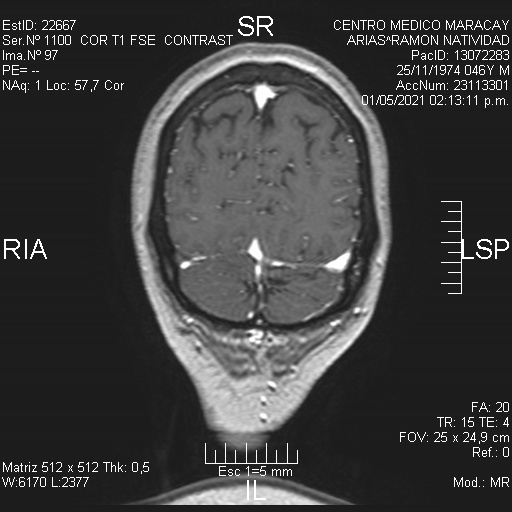 SR
EstID: 22667
Ser.Nº 1100 COR T1 FSE CONTRAST
Ima.Nº 97
PE= --
NAq: 1 Loc: 57,7 Cor
CENTRO MEDICO MARACAY
ARIAS^RAMON NATIVIDAD
PacID: 13072283
25/11/1974 046Y M
AccNum: 23113301
01/05/2021 02:13:11 p.m.
RIA
LSP
FA: 20
TR: 15 TE: 4
FOV: 25 x 24,9 cm
Ref.: 0
Matriz 512 x 512 Thk: 0,5
W:6170 L:2377
Esc 1=5 mm
IL
Mod.: MR